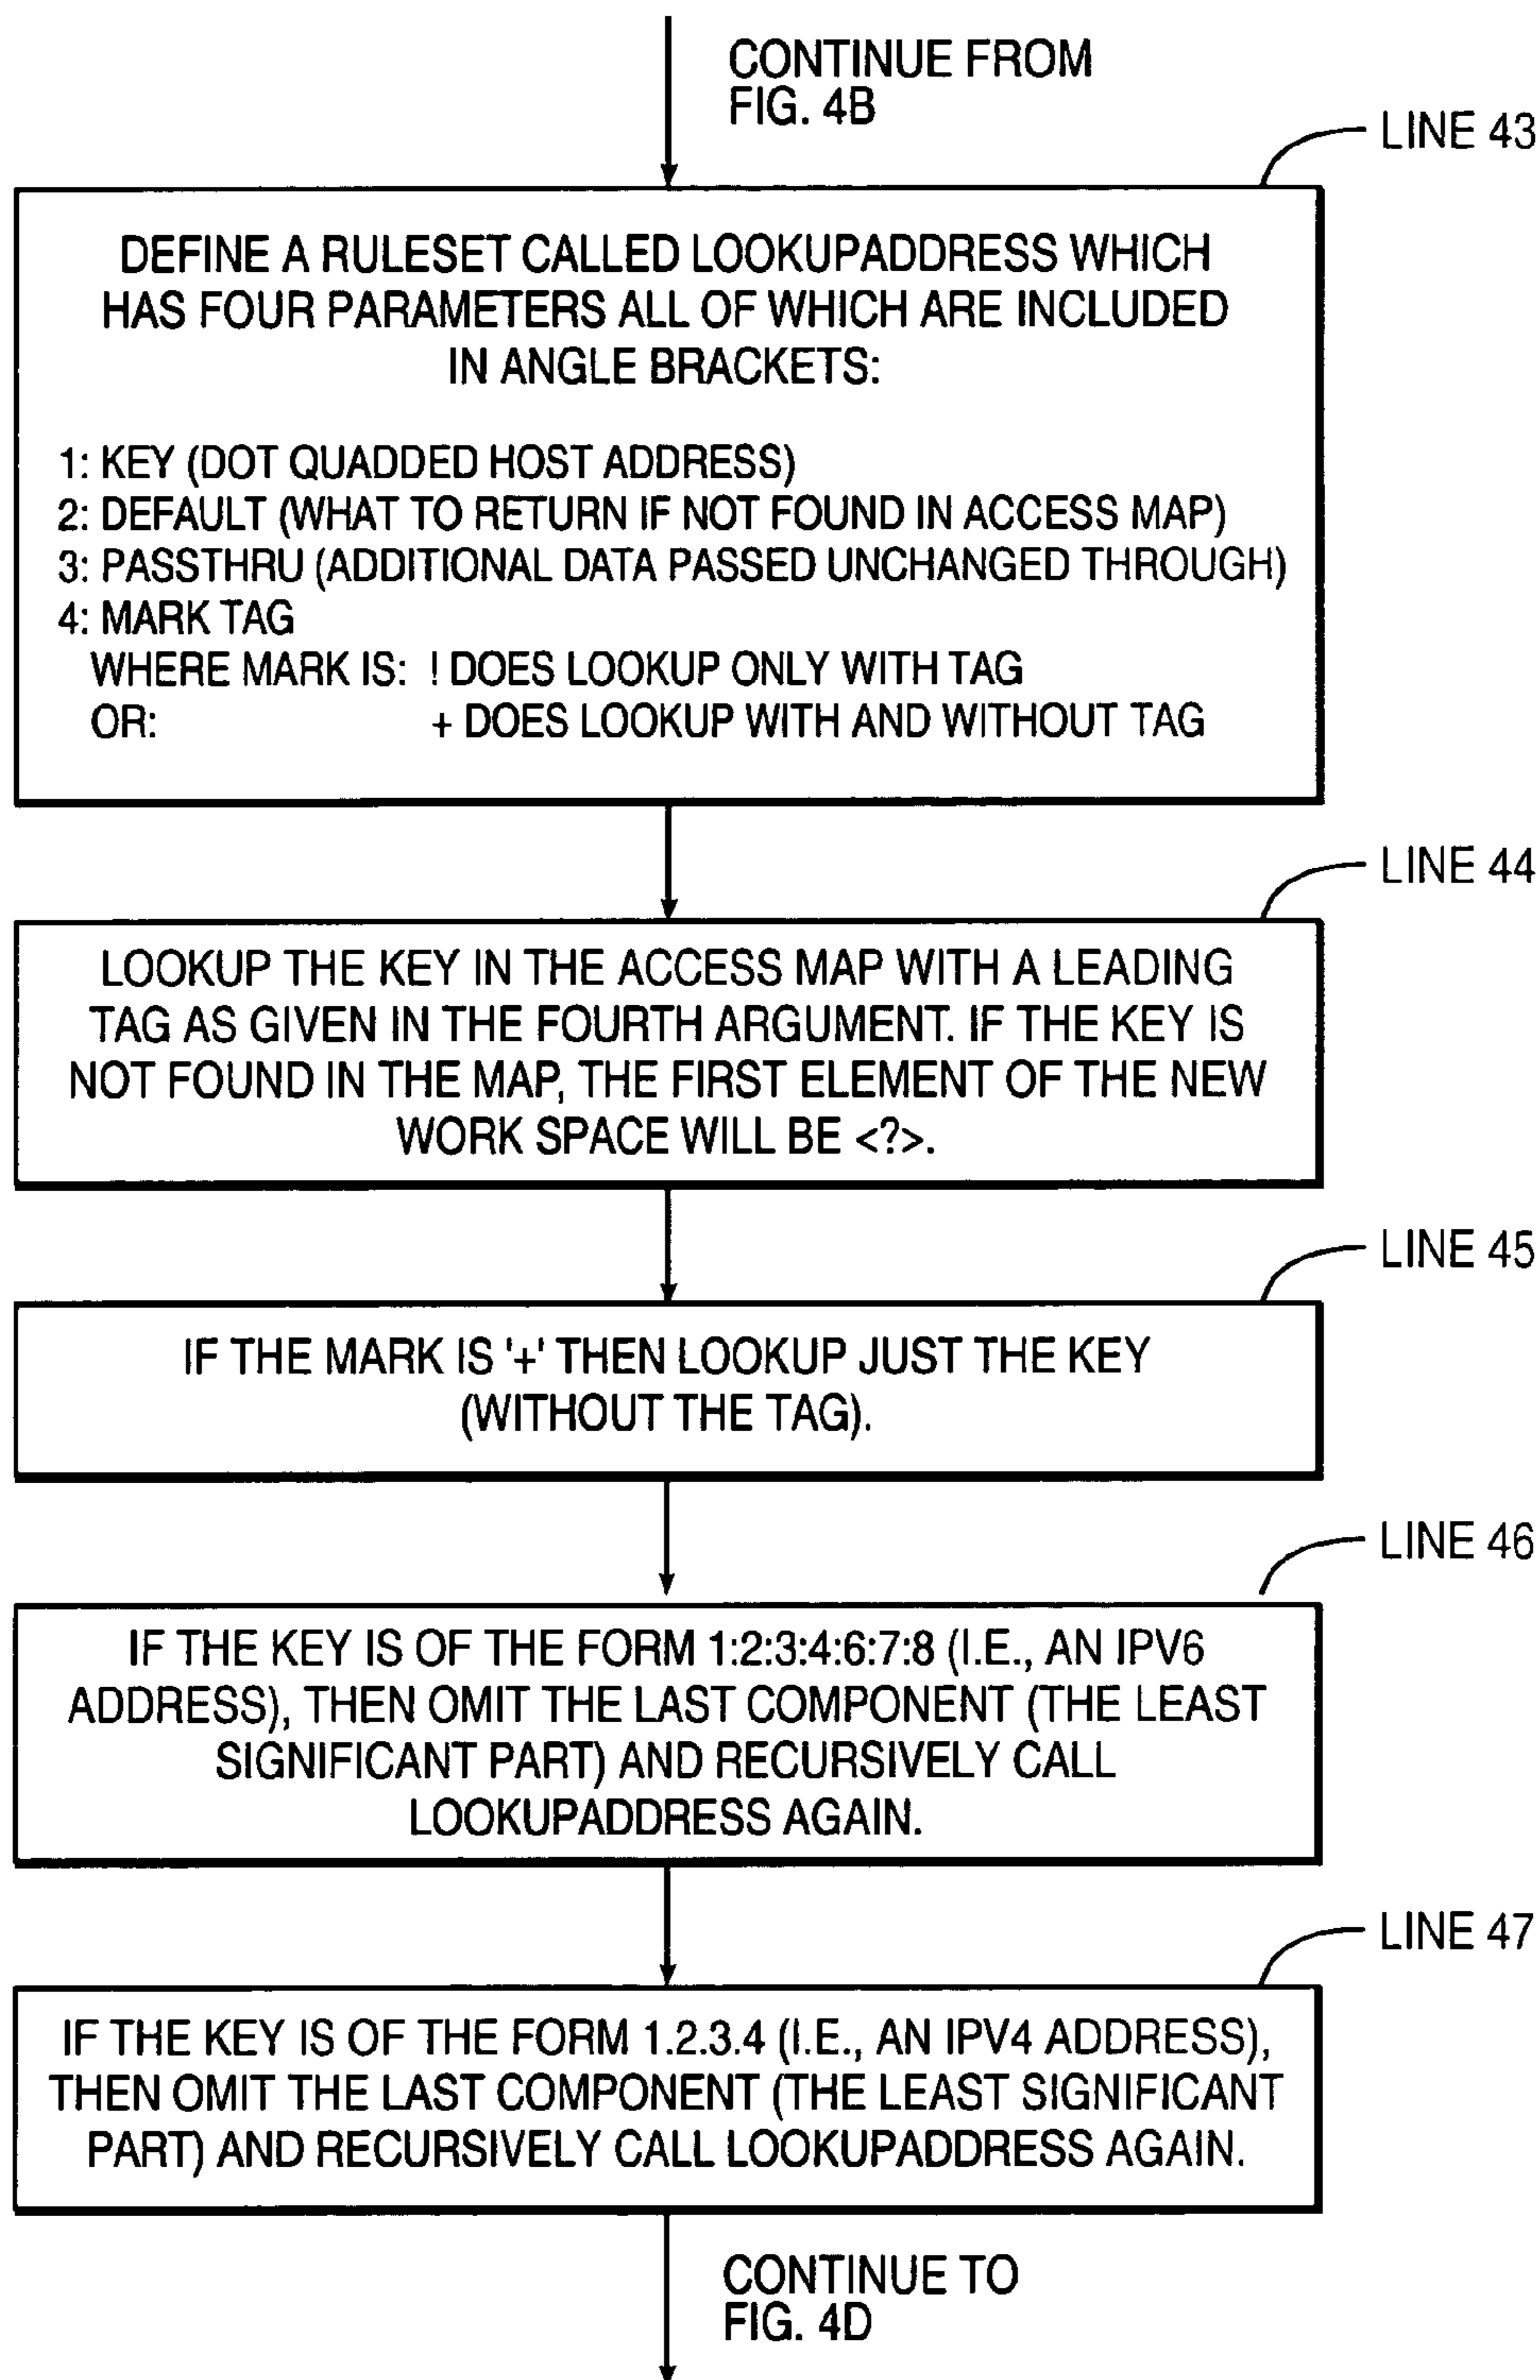 CONTINUE FROM
FIG. 4B
LINE 43
DEFINE A RULESET CALLED LOOKUPADDRESS WHICH
HAS FOUR PARAMETERS ALL OF WHICH ARE INCLUDED
IN ANGLE BRACKETS:
1: KEY (DOT QUADDED HOST ADDRESS)
2: DEFAULT (WHAT TO RETURN IF NOT FOUND IN ACCESS MAP)
3: PASSTHRU (ADDITIONAL DATA PASSED UNCHANGED THROUGH)
4: MARK TAG
WHERE MARK IS: ! DOES LOOKUP ONLY WITH TAG
OR: + DOES LOOKUP WITH AND WITHOUT TAG
LINE 44
LOOKUP THE KEY IN THE ACCESS MAP WITH A LEADING
TAG AS GIVEN IN THE FOURTH ARGUMENT. IF THE KEY IS
NOT FOUND IN THE MAP, THE FIRST ELEMENT OF THE NEW
WORK SPACE WILL BE <?>.
LINE 45
IF THE MARK IS '+' THEN LOOKUP JUST THE KEY
(WITHOUT THE TAG).
LINE 46
IF THE KEY IS OF THE FORM 1:2:3:4:6:7:8 (I.E., AN IPV6
ADDRESS), THEN OMIT THE LAST COMPONENT (THE LEAST
SIGNIFICANT PART) AND RECURSIVELY CALL
LOOKUPADDRESS AGAIN.
LINE 47
IF THE KEY IS OF THE FORM 1.2.3.4 (I.E., AN IPV4 ADDRESS),
THEN OMIT THE LAST COMPONENT (THE LEAST SIGNIFICANT
PART) AND RECURSIVELY CALL LOOKUPADDRESS AGAIN.
CONTINUE TO
FIG. 4D